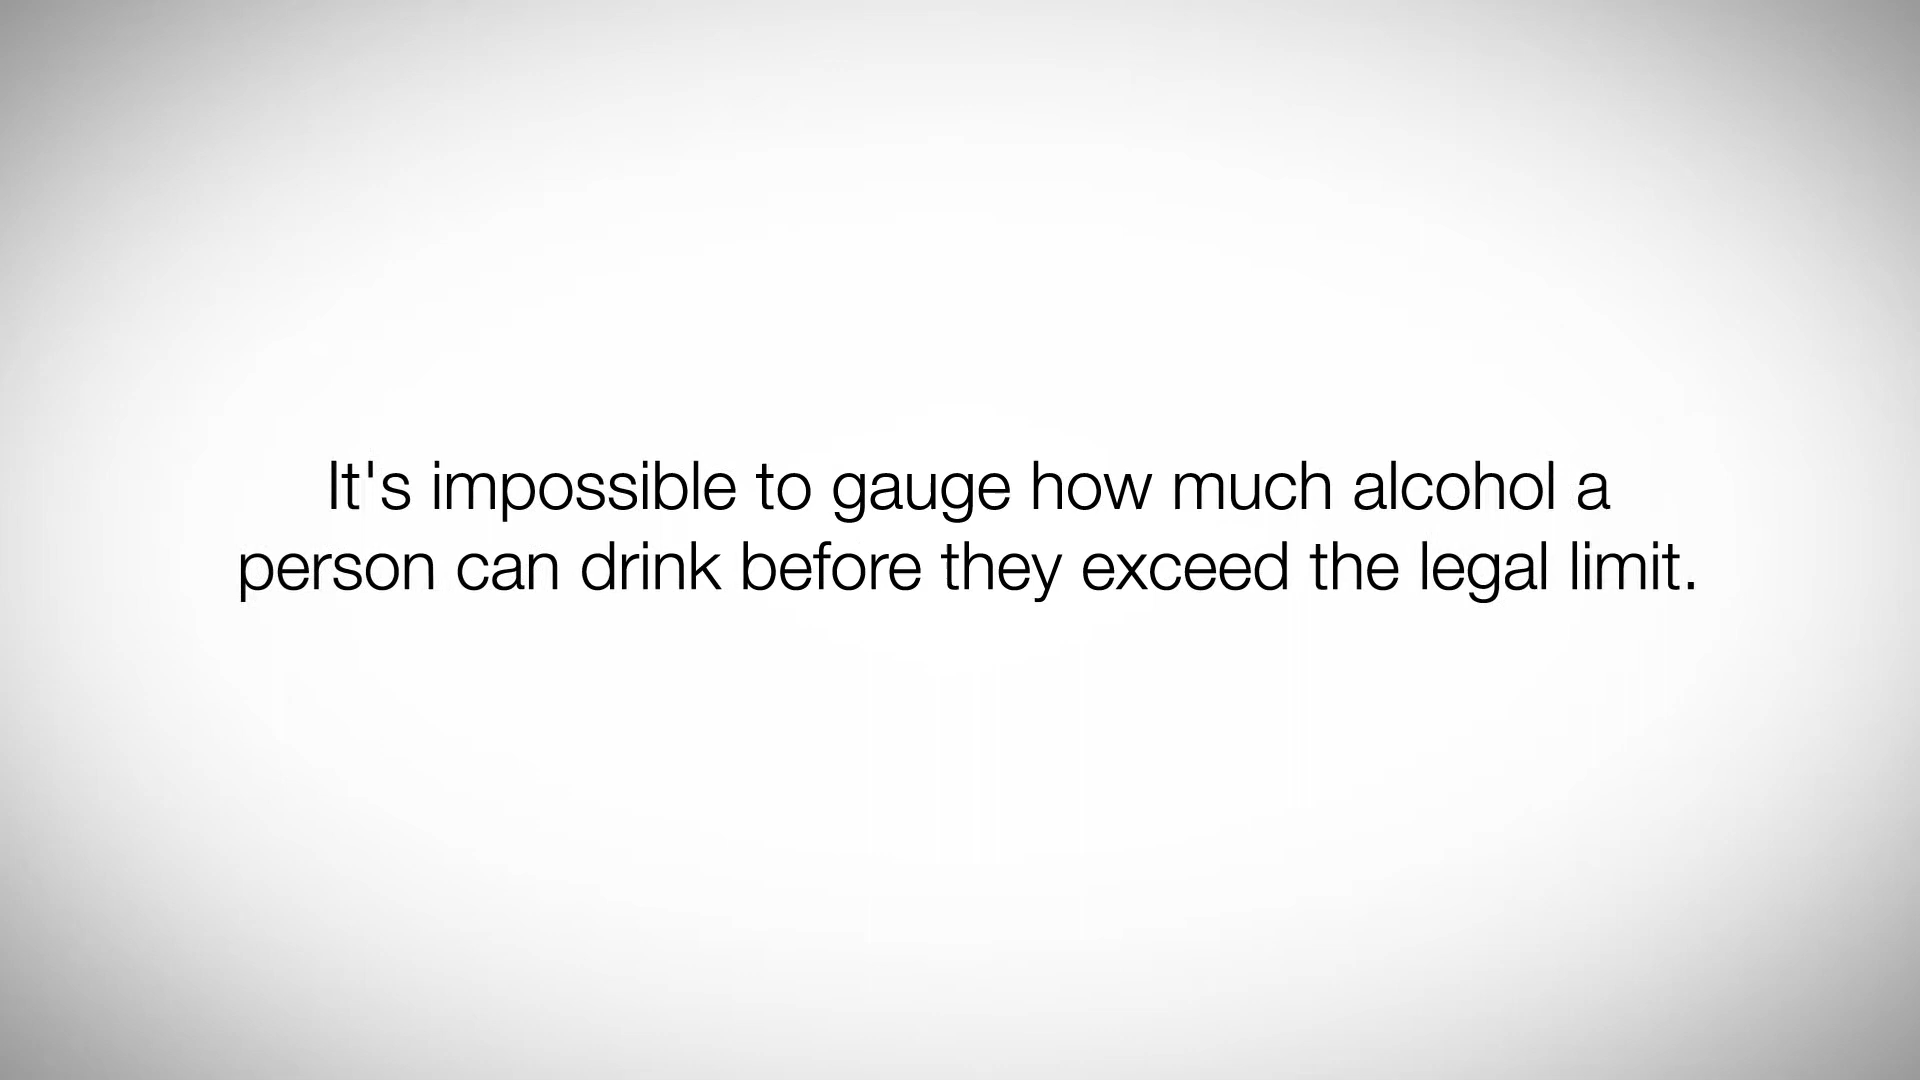 It's impossible to gauge how much alcohol a
person can drink before they exceed the legal limit.